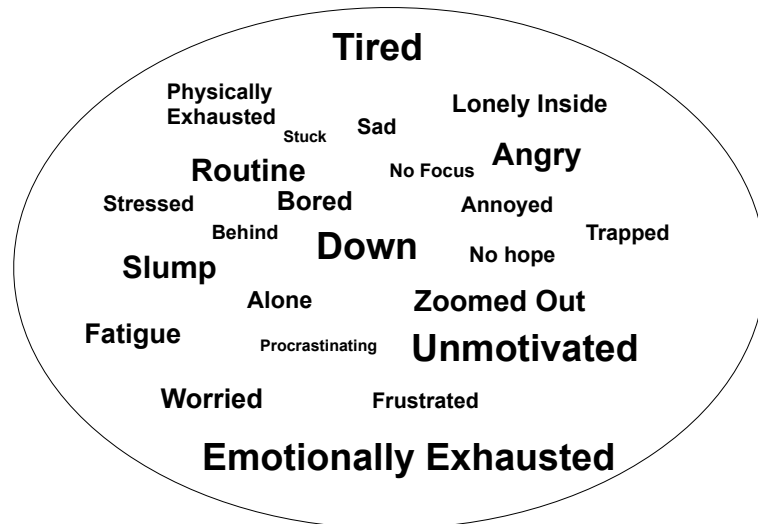 Tired
Physically
Exhausted
Lonely Inside
Stuck
Sad
Angry
Routine
No Focus
Stressed
Bored
Annoyed
Behind
Down
Trapped
No hope
Slump
Alone
Zoomed Out
Fatigue
Procrastinating
Unmotivated
Worried
Frustrated
Emotionally Exhausted